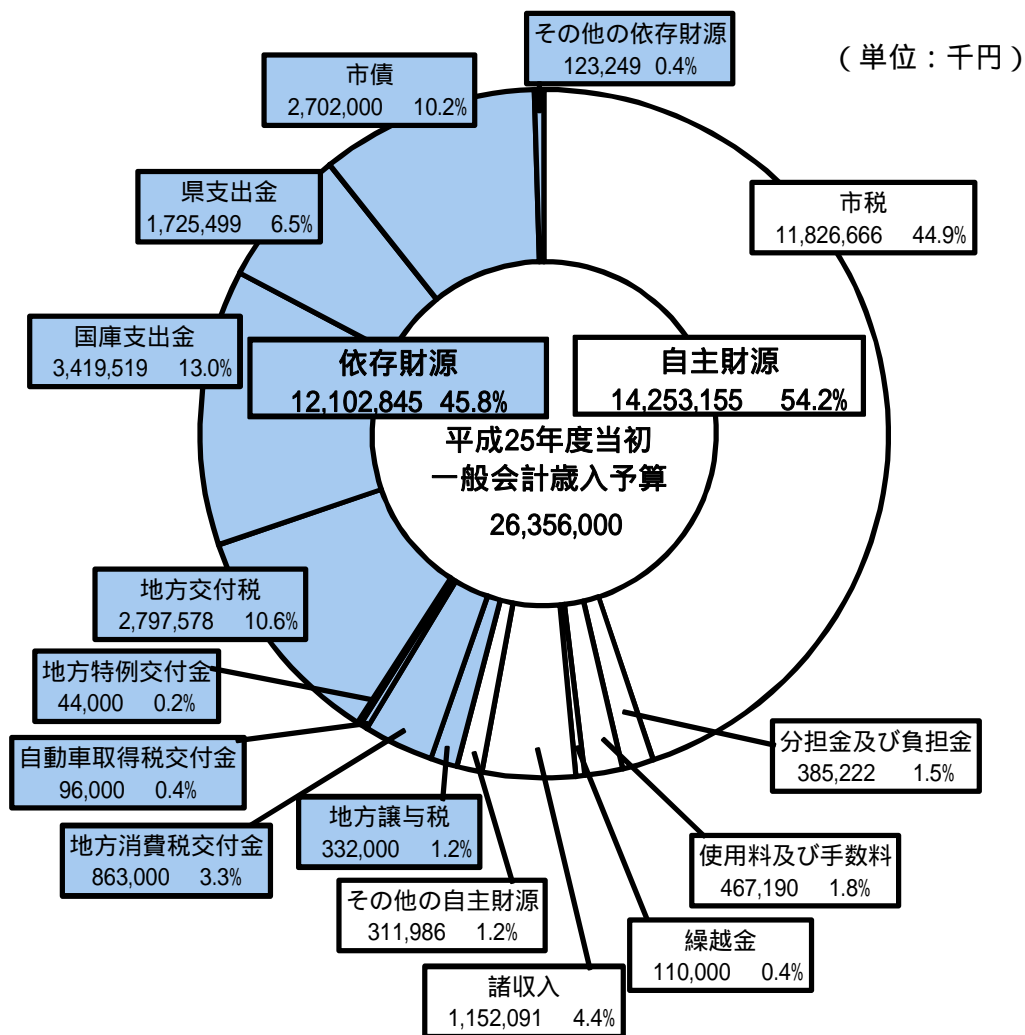 その他の依存財源
123,249 0.4%
（単位：千円）
市債
2,702,000 10.2%
県支出金
1,725,499 6.5%
市税
11,826,666 44.9%
国庫支出金
3,419,519 13.0%
依存財源
12,102,845 45.8%
自主財源
14,253,155 54.2%
平成25年度当初
一般会計歳入予算
26,356,000
地方交付税
2,797,578 10.6%
地方特例交付金
44,000 0.2%
自動車取得税交付金
96,000 0.4%
地方消費税交付金
863,000 3.3%
地方譲与税
332,000 1.2%
その他の自主財源
311,986 1.2%
諸収入
1,152,091 4.4%
繰越金
110,000 0.4%
使用料及び手数料
467,190 1.8%
分担金及び負担金
385,222 1.5%